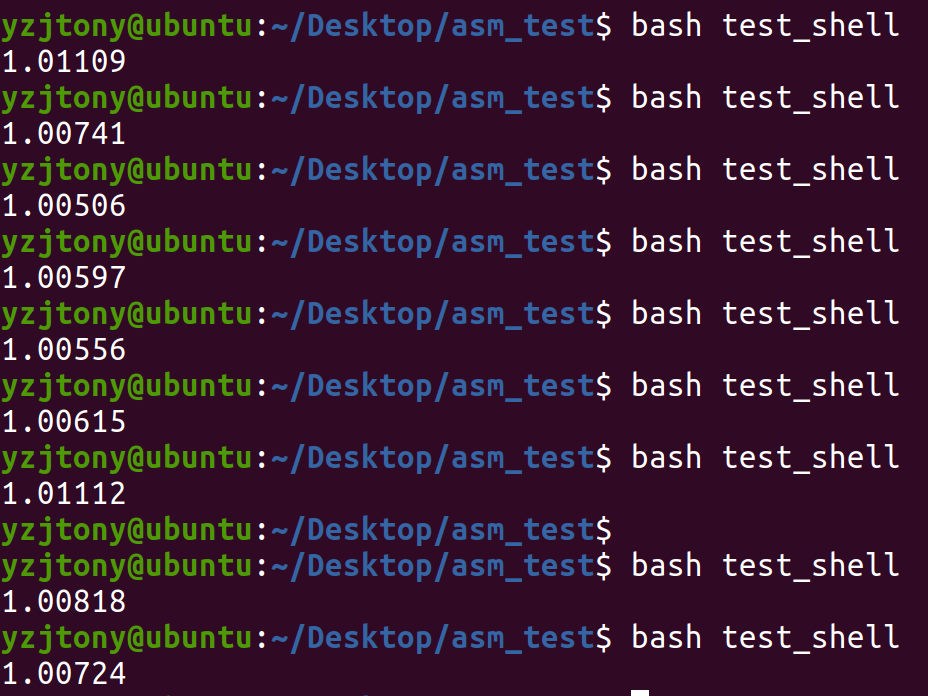 yzjtony@ubuntu:~/Desktop/asm_test$ bash test_shell
1.01109
yzjtony@ubuntu:~/Desktop/asm_test$ bash test_shell
1.00741
yzjtony@ubuntu:~/Desktop/asm_test$ bash test_shell
1.00506
yzjtony@ubuntu:~/Desktop/asm_test$ bash test_shell
1.00597
yzjtony@ubuntu:~/Desktop/asm_test$ bash test_shell
1.00556
yzjtony@ubuntu:~/Desktop/asm_test$ bash test_shell
1.00615
yzjtony@ubuntu:~/Desktop/asm_test$ bash test_shell
1.01112
yzjtony@ubuntu:~/Desktop/asm_test$
yzjtony@ubuntu:~/Desktop/asm_test$ bash test_shell
1.00818
yzjtony@ubuntu:~/Desktop/asm_test$ bash test_shell
1.00724